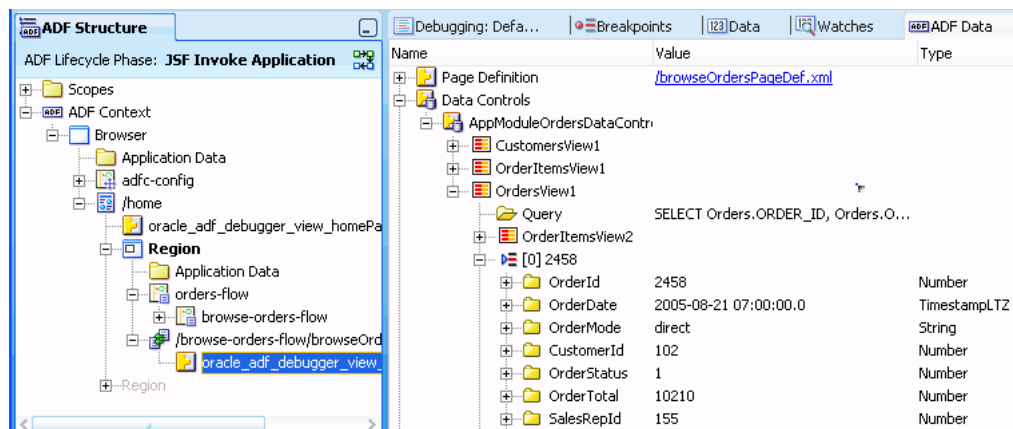 ADF Structure
ADF Lifecycle Phase: JSF Invoke Application
Scopes
ADF ADF Context
Browser
Application Data
adfc-config
/home
oracle_adf_debugger_view_homePa
Region
Application Data
orders-flow
browse-orders-flow
/browse-orders-flow/browseOrd
oracle_adf_debugger_view_
Region
Debugging: Defa... Breakpoints 123 Data Watches ADF ADF Data
Name Value Type
Page Definition /browseOrdersPageDef.xml
Data Controls
AppModuleOrdersDataContr
CustomersView1
OrderItemsView1
OrdersView1
Query SELECT Orders.ORDER_ID, Orders.O...
OrderItemsView2
[0] 2458
OrderId 2458 Number
OrderDate 2005-08-21 07:00:00.0 TimestampLTZ
OrderMode direct String
CustomerId 102 Number
OrderStatus 1 Number
OrderTotal 10210 Number
SalesRepId 155 Number